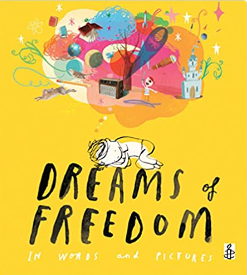 DREAMS of
FREEDOM
IN WORDS and PICTURES